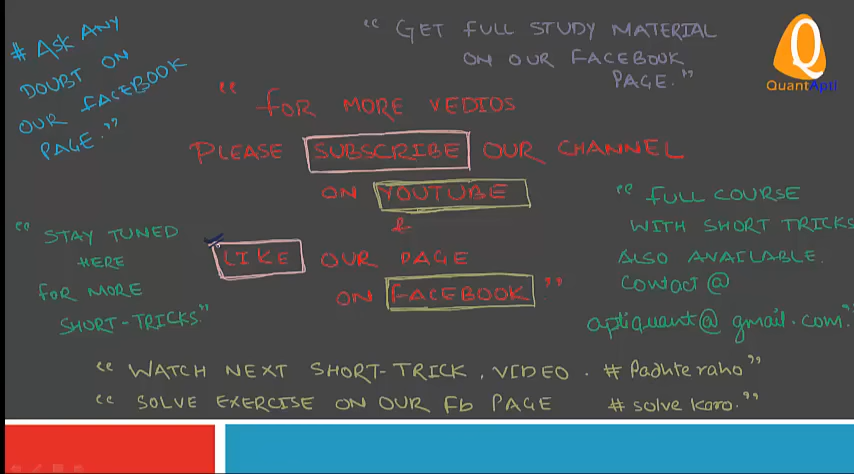 # Ask Any
Doubt on
our facebook
page."
" Get full study material
on our facebook
page."
QuantApti
" For more vedios
Please SUBSCRIBE our channel
on YOUTUBE
&
LIKE our page
on FACEBOOK "
" Stay tuned
here
for more
short-tricks."
" Full course
with short tricks
also available.
contact @
aptiquant@gmail.com."
" Watch next short-trick. video. # Padhte raho"
" Solve exercise on our Fb page # solve karo."